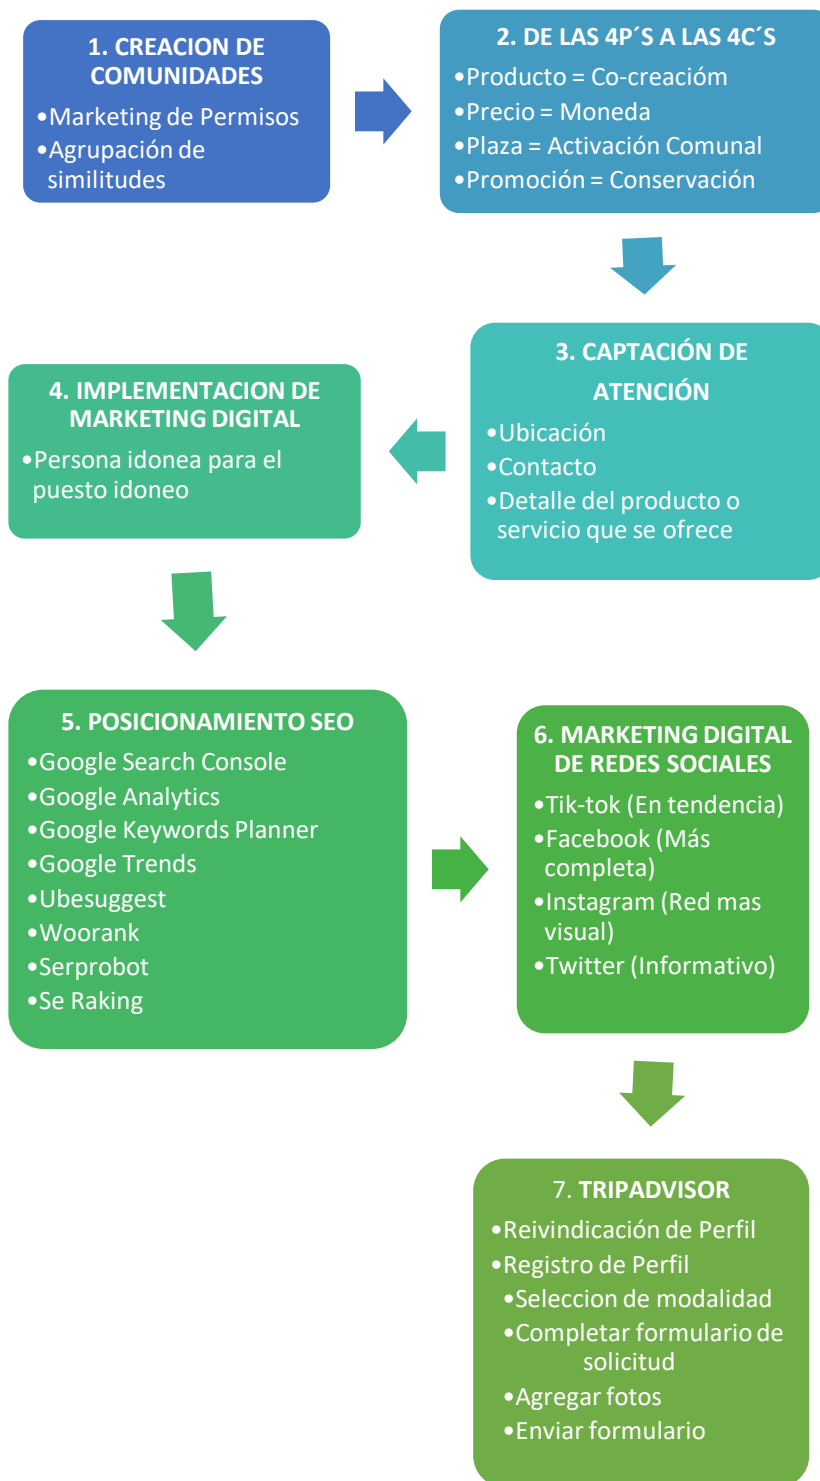 1. CREACION DE
COMUNIDADES
•Marketing de Permisos
•Agrupación de
similitudes
2. DE LAS 4P´S A LAS 4C´S
•Producto = Co-creacióm
•Precio = Moneda
•Plaza = Activación Comunal
•Promoción = Conservación
3. CAPTACIÓN DE
ATENCIÓN
•Ubicación
•Contacto
•Detalle del producto o
servicio que se ofrece
4. IMPLEMENTACION DE
MARKETING DIGITAL
•Persona idonea para el
puesto idoneo
5. POSICIONAMIENTO SEO
•Google Search Console
•Google Analytics
•Google Keywords Planner
•Google Trends
•Ubesuggest
•Woorank
•Serprobot
•Se Raking
6. MARKETING DIGITAL
DE REDES SOCIALES
•Tik-tok (En tendencia)
•Facebook (Más
completa)
•Instagram (Red mas
visual)
•Twitter (Informativo)
7. TRIPADVISOR
•Reivindicación de Perfil
•Registro de Perfil
•Seleccion de modalidad
•Completar formulario de
solicitud
•Agregar fotos
•Enviar formulario